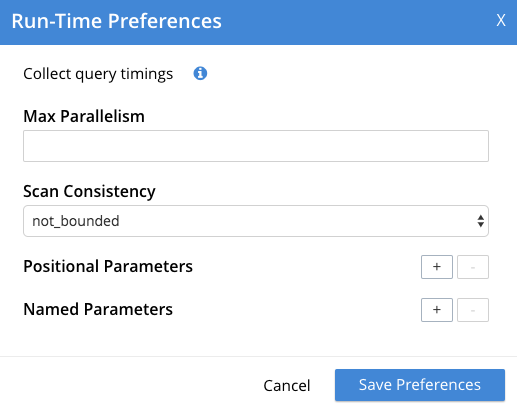 Run-Time Preferences X
Collect query timings i
Max Parallelism
Scan Consistency
not_bounded
Positional Parameters + -
Named Parameters + -
Cancel Save Preferences